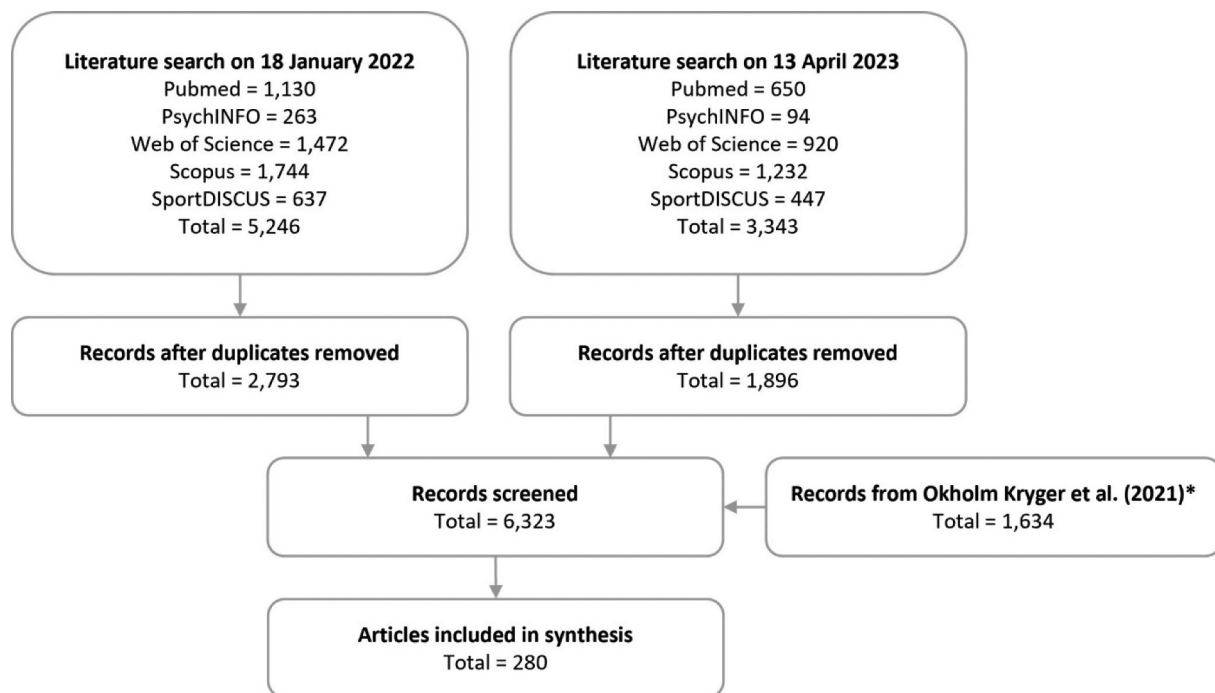 Literature search on 18 January 2022
Pubmed = 1,130
PsychINFO = 263
Web of Science = 1,472
Scopus = 1,744
SportDISCUS = 637
Total = 5,246
Literature search on 13 April 2023
Pubmed = 650
PsychINFO = 94
Web of Science = 920
Scopus = 1,232
SportDISCUS = 447
Total = 3,343
Records after duplicates removed
Total = 2,793
Records after duplicates removed
Total = 1,896
Records screened
Total = 6,323
Records from Okholm Kryger et al. (2021)*
Total = 1,634
Articles included in synthesis
Total = 280